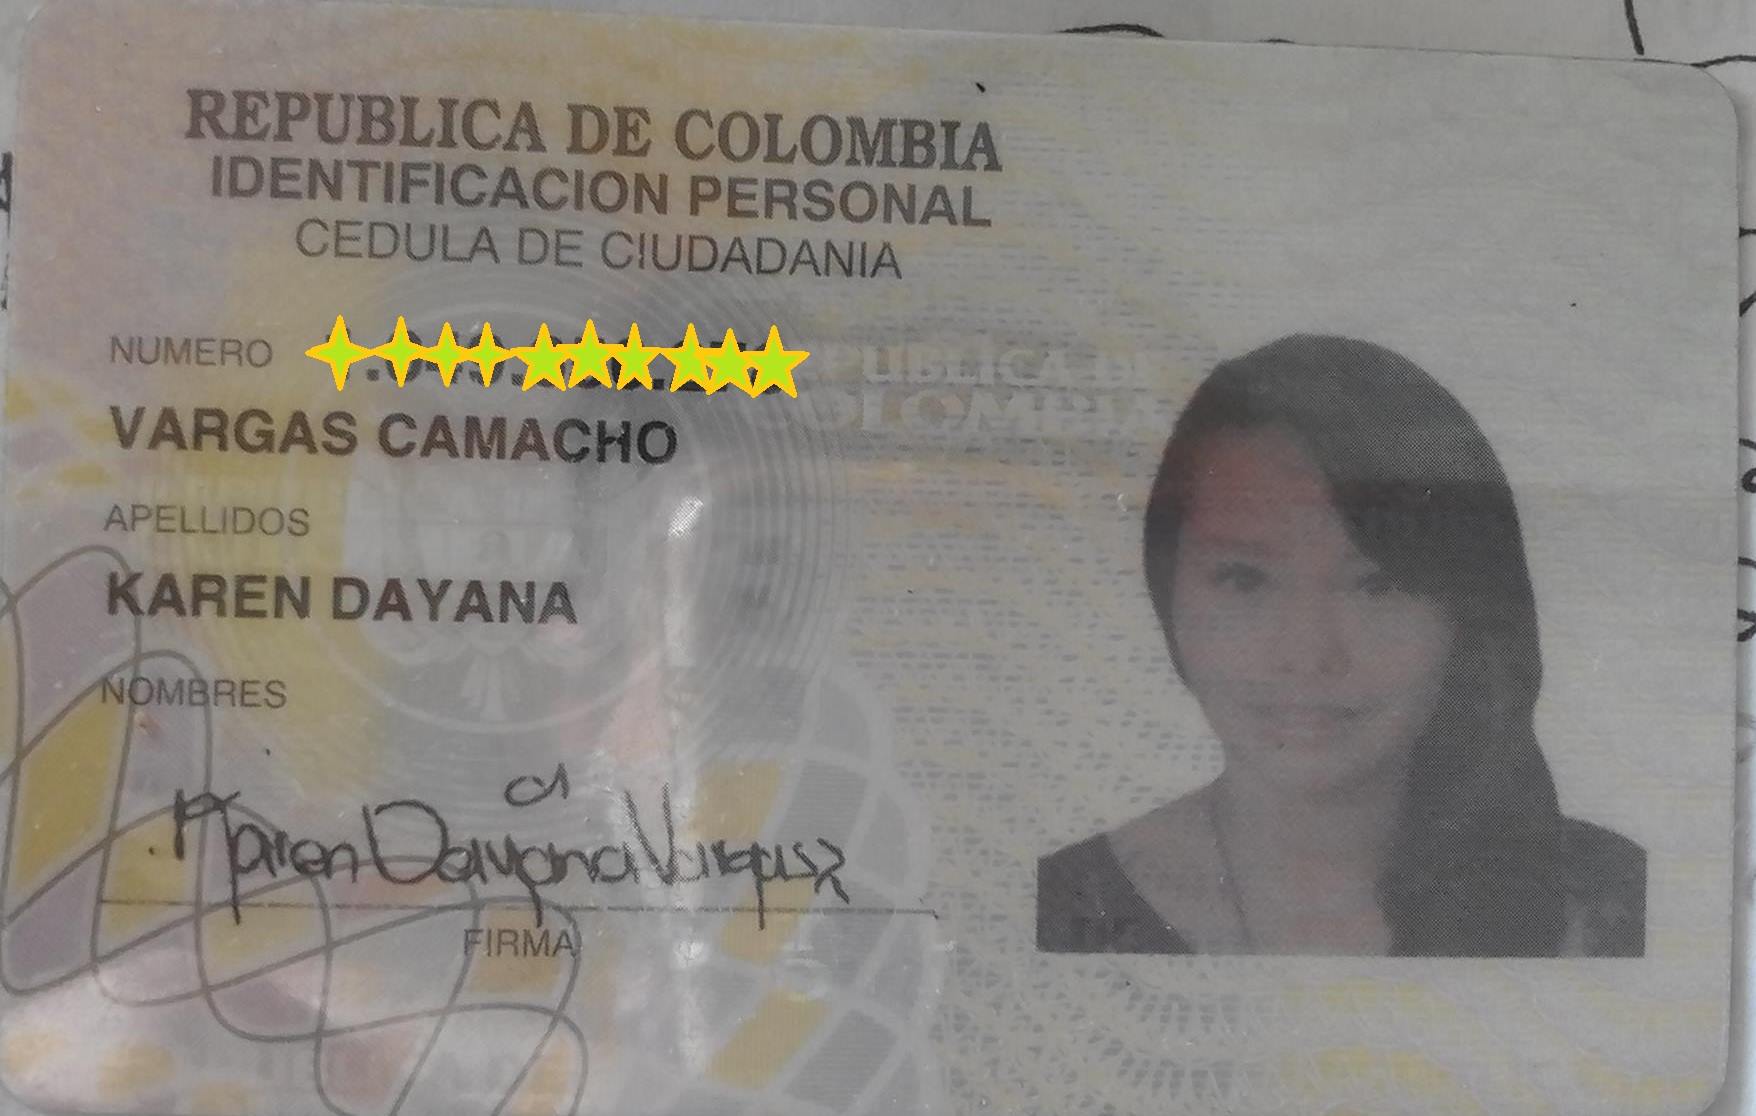 REPUBLICA DE COLOMBIA
IDENTIFICACION PERSONAL
CEDULA DE CIUDADANIA
NUMERO
VARGAS CAMACHO
APELLIDOS
KAREN DAYANA
NOMBRES
Karen Dayana Vargas
FIRMA
REPUBLICA DE
COLOMBIA